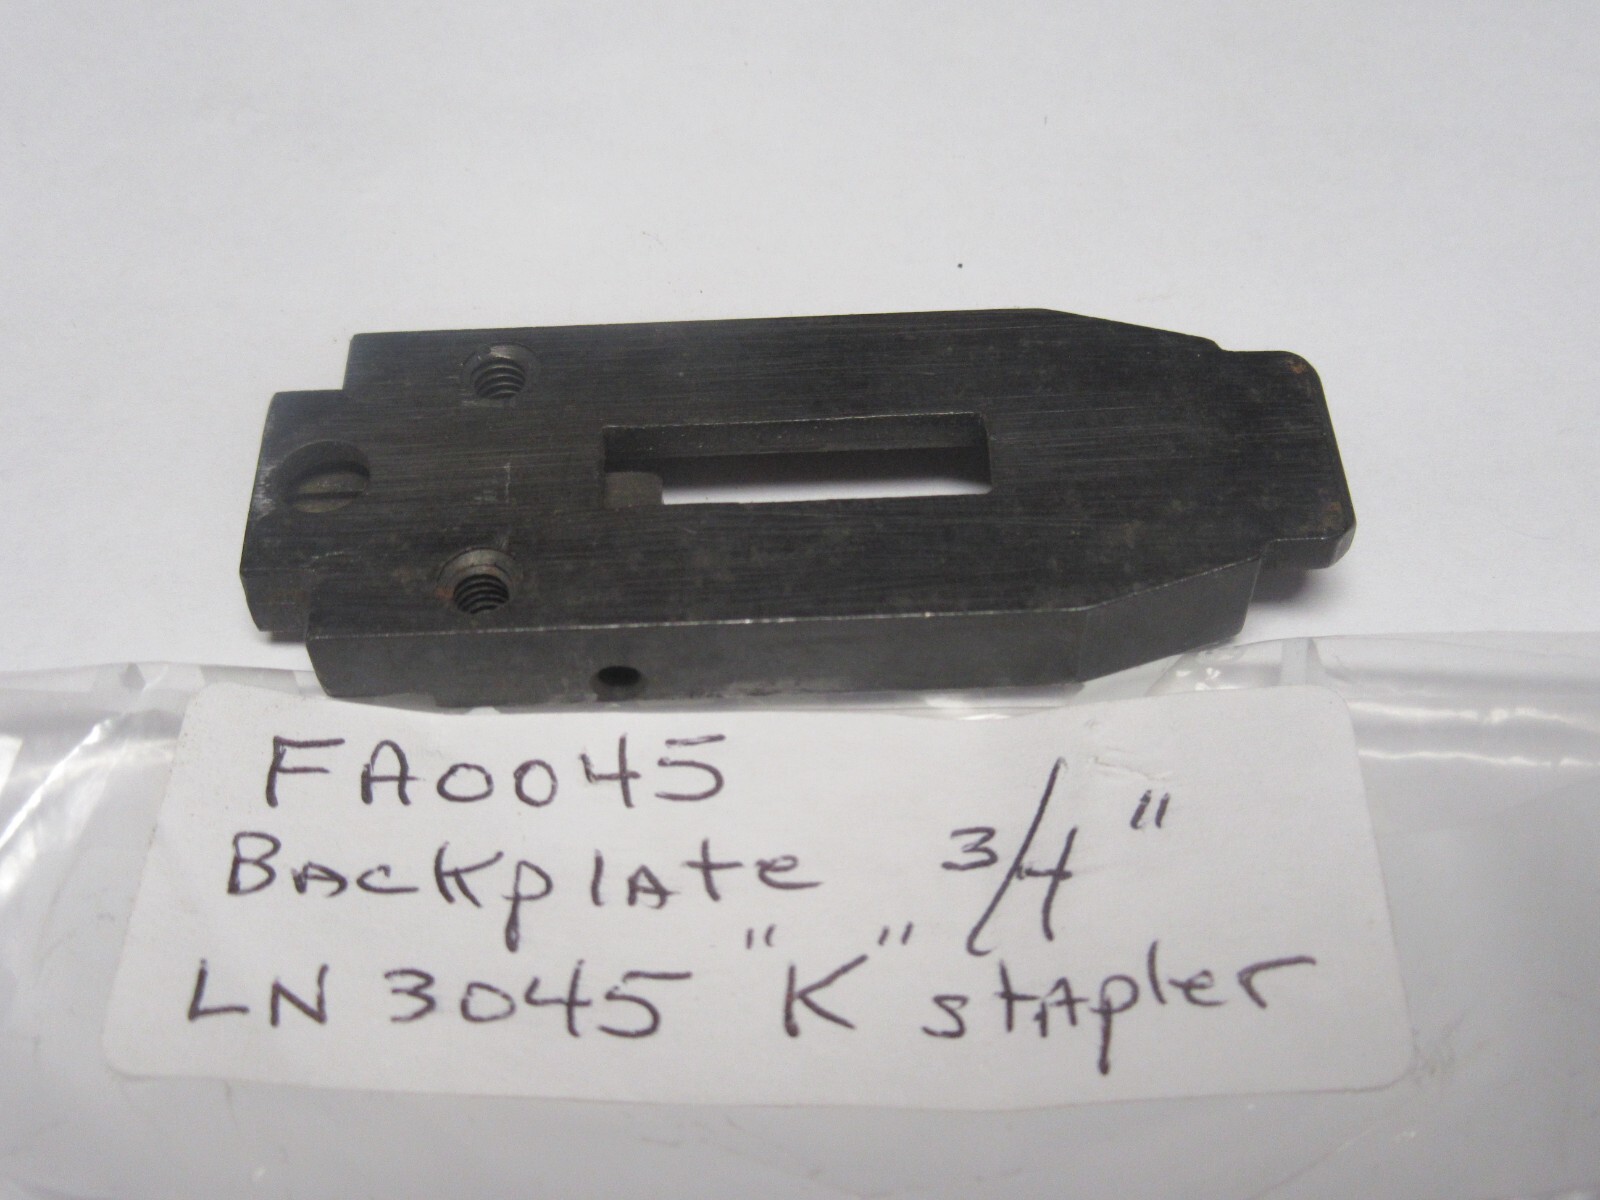 FA0045
Backplate 3/4"
LN 3045 "K" stapler